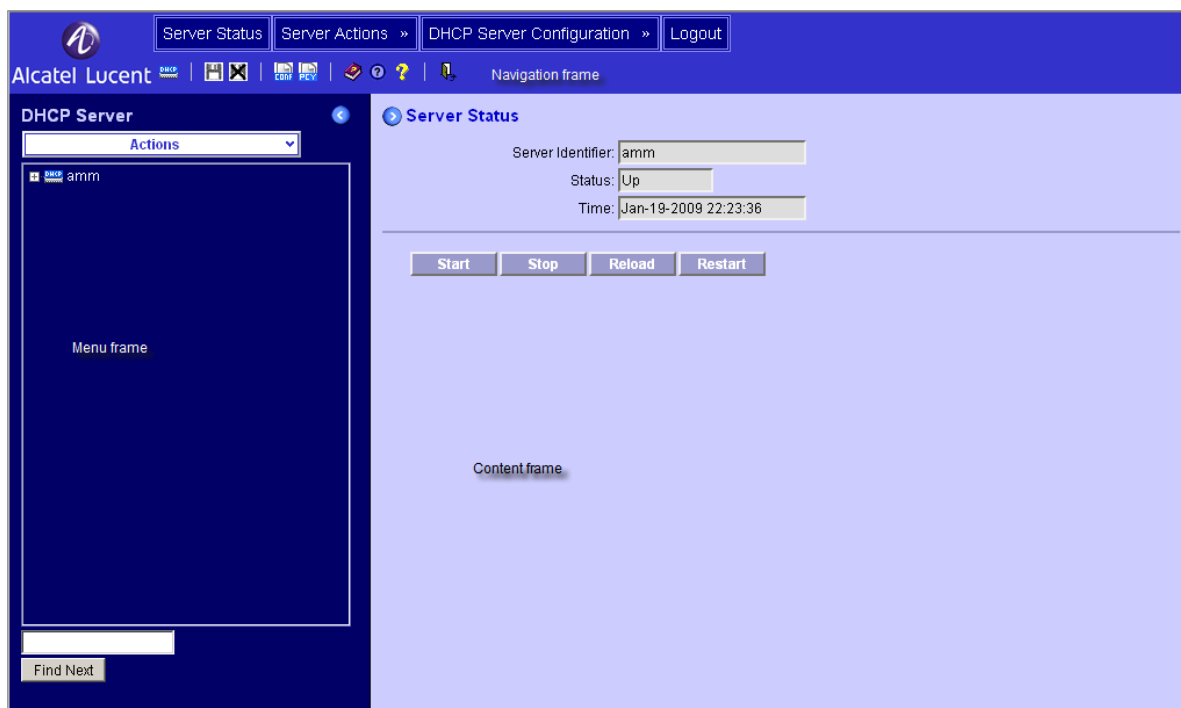 Server Status Server Actions » DHCP Server Configuration » Logout
Alcatel Lucent DHCP CONF PCY ? ? Navigation frame
DHCP Server
Actions
DHCP amm
Menu frame
Find Next
Server Status
Server Identifier: amm
Status: Up
Time: Jan-19-2009 22:23:36
Start Stop Reload Restart
Content frame